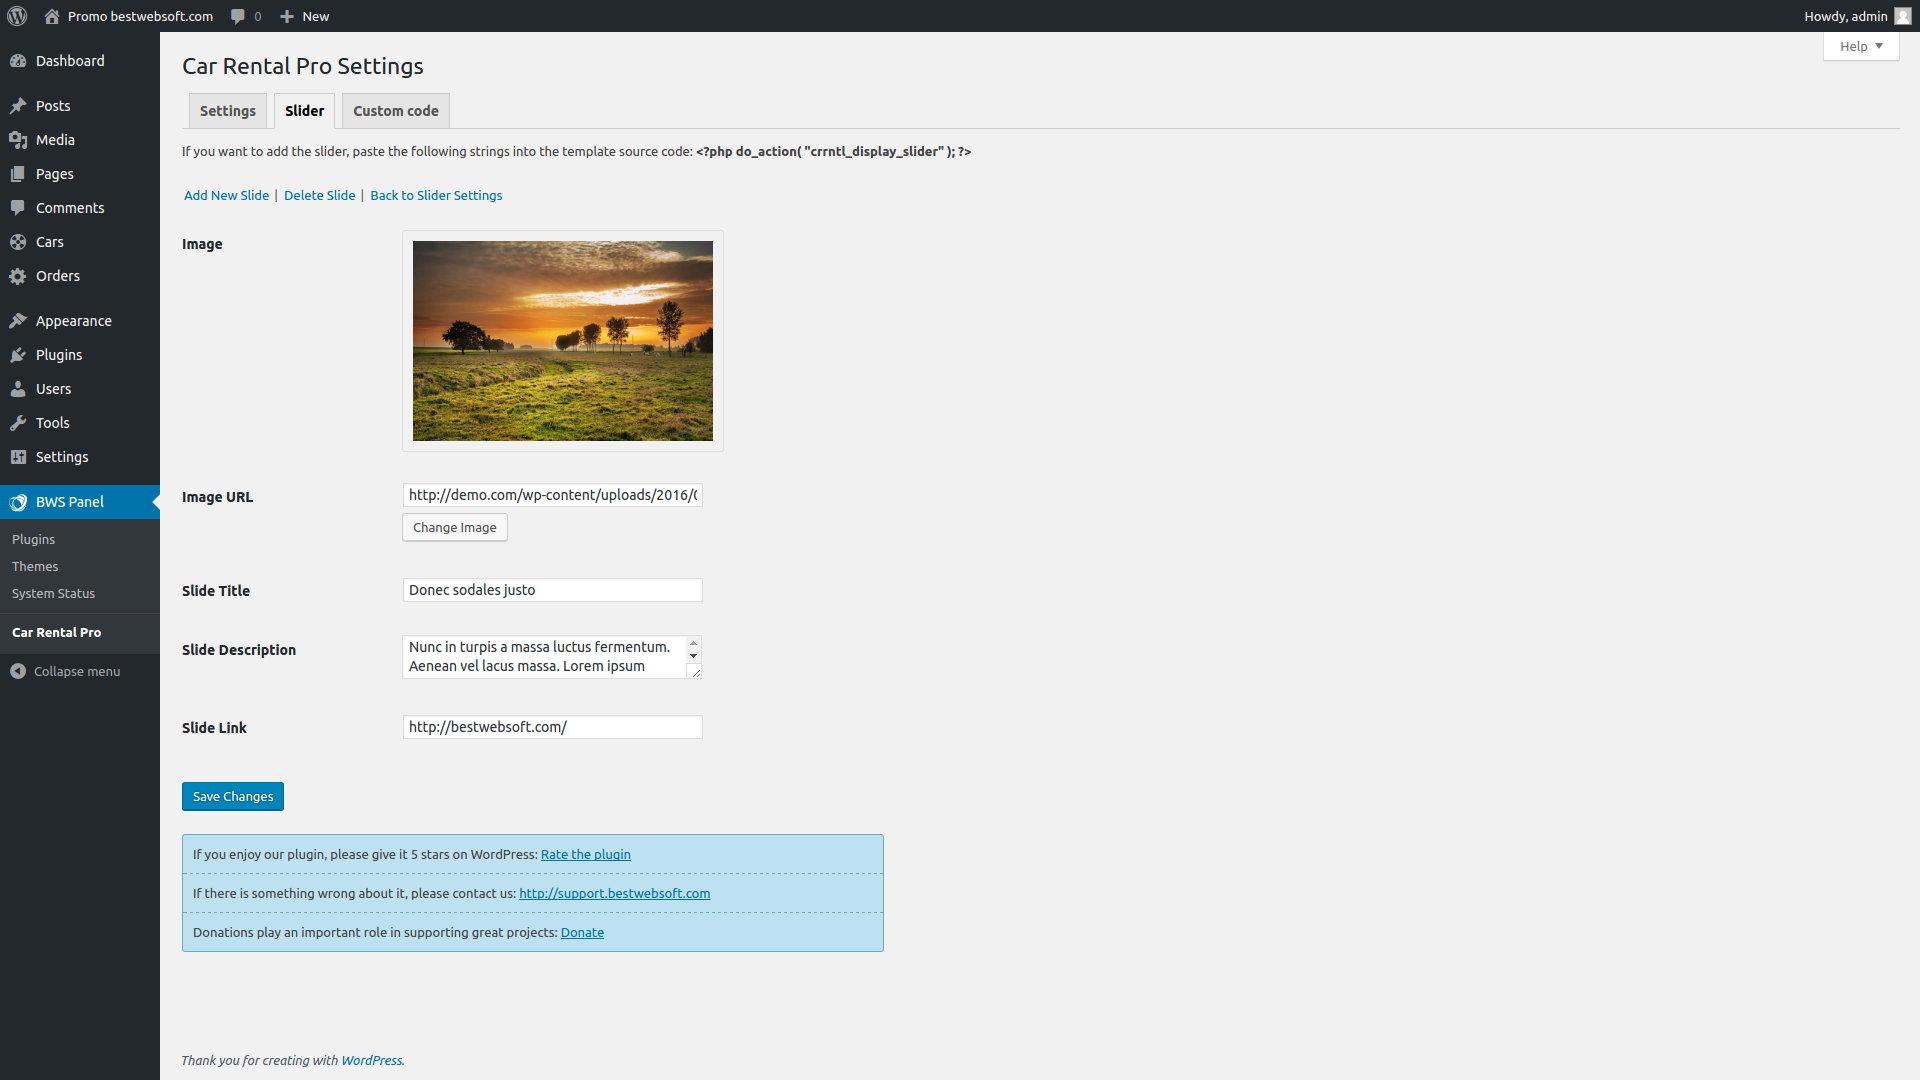 Promo bestwebsoft.com
0
New
Howdy, admin
Help
Dashboard
Posts
Media
Pages
Comments
Cars
Orders
Appearance
Plugins
Users
Tools
Settings
BWS Panel
Plugins
Themes
System Status
Car Rental Pro
Collapse menu
Car Rental Pro Settings
Settings
Slider
Custom code
If you want to add the slider, paste the following strings into the template source code: <?php do_action( "crrntl_display_slider" ); ?>
Add New Slide | Delete Slide | Back to Slider Settings
Image
Image URL
http://demo.com/wp-content/uploads/2016/
Change Image
Slide Title
Donec sodales justo
Slide Description
Nunc in turpis a massa luctus fermentum.
Aenean vel lacus massa. Lorem ipsum
Slide Link
http://bestwebsoft.com/
Save Changes
If you enjoy our plugin, please give it 5 stars on WordPress: Rate the plugin
If there is something wrong about it, please contact us: http://support.bestwebsoft.com
Donations play an important role in supporting great projects: Donate
Thank you for creating with WordPress.